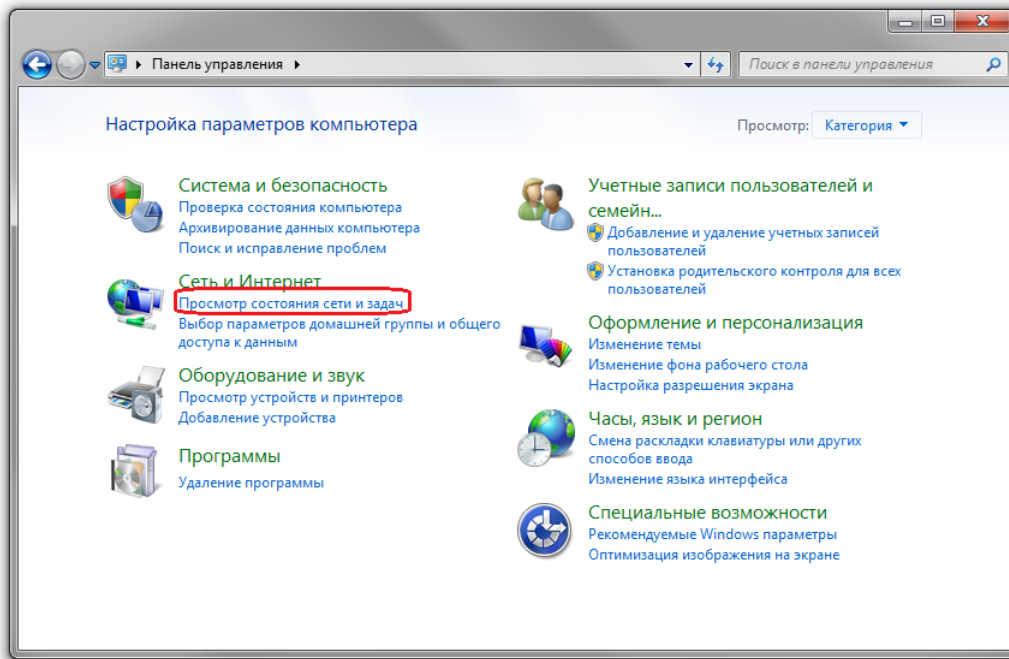 Панель управления
Поиск в панели управления
Настройка параметров компьютера
Просмотр: Категория
Система и безопасность
Проверка состояния компьютера
Архивирование данных компьютера
Поиск и исправление проблем
Сеть и Интернет
Просмотр состояния сети и задач
Выбор параметров домашней группы и общего
доступа к данным
Оборудование и звук
Просмотр устройств и принтеров
Добавление устройства
Программы
Удаление программы
Учетные записи пользователей и
семейн...
Добавление и удаление учетных записей
пользователей
Установка родительского контроля для всех
пользователей
Оформление и персонализация
Изменение темы
Изменение фона рабочего стола
Настройка разрешения экрана
Часы, язык и регион
Смена раскладки клавиатуры или других
способов ввода
Изменение языка интерфейса
Специальные возможности
Рекомендуемые Windows параметры
Оптимизация изображения на экране